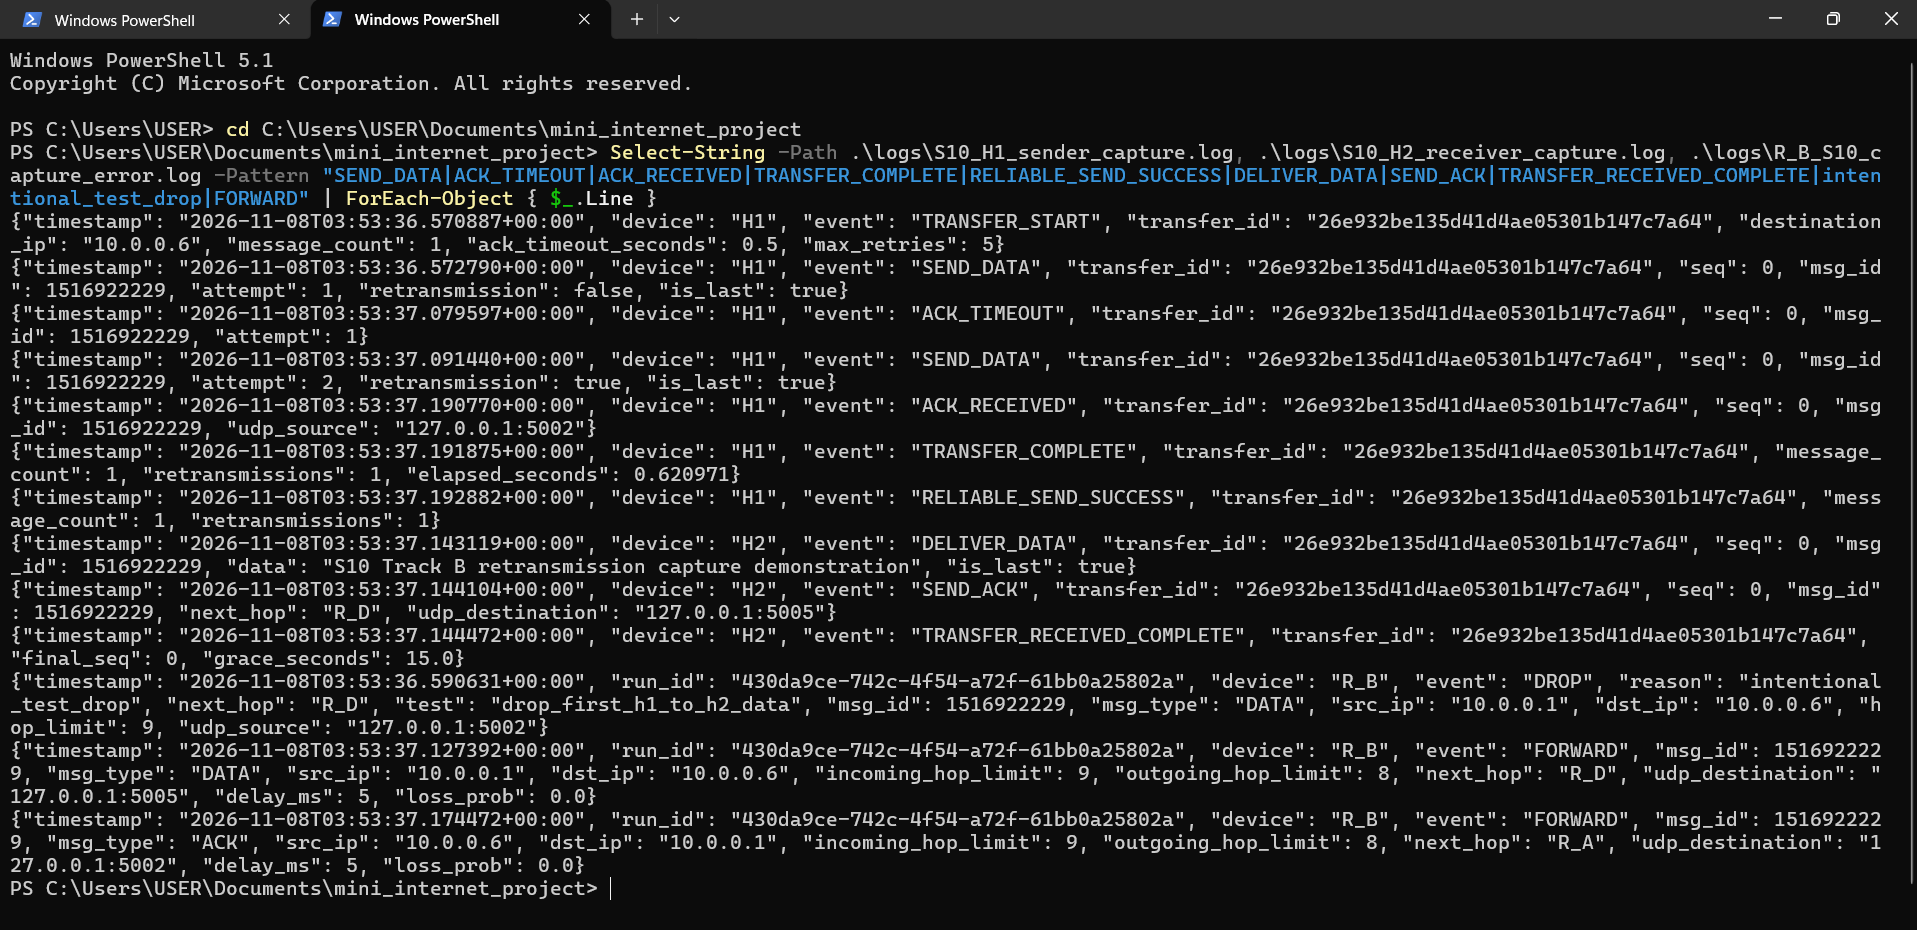 Windows PowerShell
Windows PowerShell
Windows PowerShell 5.1
Copyright (C) Microsoft Corporation. All rights reserved.
PS C:\Users\USER> cd C:\Users\USER\Documents\mini_internet_project
PS C:\Users\USER\Documents\mini_internet_project> Select-String -Path .\logs\S10_H1_sender_capture.log, .\logs\S10_H2_receiver_capture.log, .\logs\R_B_S10_c
apture_error.log -Pattern "SEND_DATA|ACK_TIMEOUT|ACK_RECEIVED|TRANSFER_COMPLETE|RELIABLE_SEND_SUCCESS|DELIVER_DATA|SEND_ACK|TRANSFER_RECEIVED_COMPLETE|inten
tional_test_drop|FORWARD" | ForEach-Object { $_.Line }
{"timestamp": "2026-11-08T03:53:36.570887+00:00", "device": "H1", "event": "TRANSFER_START", "transfer_id": "26e932be135d41d4ae05301b147c7a64", "destination
_ip": "10.0.0.6", "message_count": 1, "ack_timeout_seconds": 0.5, "max_retries": 5}
{"timestamp": "2026-11-08T03:53:36.572790+00:00", "device": "H1", "event": "SEND_DATA", "transfer_id": "26e932be135d41d4ae05301b147c7a64", "seq": 0, "msg_id
": 1516922229, "attempt": 1, "retransmission": false, "is_last": true}
{"timestamp": "2026-11-08T03:53:37.079597+00:00", "device": "H1", "event": "ACK_TIMEOUT", "transfer_id": "26e932be135d41d4ae05301b147c7a64", "seq": 0, "msg_
id": 1516922229, "attempt": 1}
{"timestamp": "2026-11-08T03:53:37.091440+00:00", "device": "H1", "event": "SEND_DATA", "transfer_id": "26e932be135d41d4ae05301b147c7a64", "seq": 0, "msg_id
": 1516922229, "attempt": 2, "retransmission": true, "is_last": true}
{"timestamp": "2026-11-08T03:53:37.190770+00:00", "device": "H1", "event": "ACK_RECEIVED", "transfer_id": "26e932be135d41d4ae05301b147c7a64", "seq": 0, "msg
_id": 1516922229, "udp_source": "127.0.0.1:5002"}
{"timestamp": "2026-11-08T03:53:37.191875+00:00", "device": "H1", "event": "TRANSFER_COMPLETE", "transfer_id": "26e932be135d41d4ae05301b147c7a64", "message_
count": 1, "retransmissions": 1, "elapsed_seconds": 0.620971}
{"timestamp": "2026-11-08T03:53:37.192882+00:00", "device": "H1", "event": "RELIABLE_SEND_SUCCESS", "transfer_id": "26e932be135d41d4ae05301b147c7a64", "mess
age_count": 1, "retransmissions": 1}
{"timestamp": "2026-11-08T03:53:37.143119+00:00", "device": "H2", "event": "DELIVER_DATA", "transfer_id": "26e932be135d41d4ae05301b147c7a64", "seq": 0, "msg
_id": 1516922229, "data": "S10 Track B retransmission capture demonstration", "is_last": true}
{"timestamp": "2026-11-08T03:53:37.144104+00:00", "device": "H2", "event": "SEND_ACK", "transfer_id": "26e932be135d41d4ae05301b147c7a64", "seq": 0, "msg_id"
: 1516922229, "next_hop": "R_D", "udp_destination": "127.0.0.1:5005"}
{"timestamp": "2026-11-08T03:53:37.144472+00:00", "device": "H2", "event": "TRANSFER_RECEIVED_COMPLETE", "transfer_id": "26e932be135d41d4ae05301b147c7a64",
"final_seq": 0, "grace_seconds": 15.0}
{"timestamp": "2026-11-08T03:53:36.590631+00:00", "run_id": "430da9ce-742c-4f54-a72f-61bb0a25802a", "device": "R_B", "event": "DROP", "reason": "intentional
_test_drop", "next_hop": "R_D", "test": "drop_first_h1_to_h2_data", "msg_id": 1516922229, "msg_type": "DATA", "src_ip": "10.0.0.1", "dst_ip": "10.0.0.6", "h
op_limit": 9, "udp_source": "127.0.0.1:5002"}
{"timestamp": "2026-11-08T03:53:37.127392+00:00", "run_id": "430da9ce-742c-4f54-a72f-61bb0a25802a", "device": "R_B", "event": "FORWARD", "msg_id": 151692222
9, "msg_type": "DATA", "src_ip": "10.0.0.1", "dst_ip": "10.0.0.6", "incoming_hop_limit": 9, "outgoing_hop_limit": 8, "next_hop": "R_D", "udp_destination": "
127.0.0.1:5005", "delay_ms": 5, "loss_prob": 0.0}
{"timestamp": "2026-11-08T03:53:37.174472+00:00", "run_id": "430da9ce-742c-4f54-a72f-61bb0a25802a", "device": "R_B", "event": "FORWARD", "msg_id": 151692222
9, "msg_type": "ACK", "src_ip": "10.0.0.6", "dst_ip": "10.0.0.1", "incoming_hop_limit": 9, "outgoing_hop_limit": 8, "next_hop": "R_A", "udp_destination": "1
27.0.0.1:5002", "delay_ms": 5, "loss_prob": 0.0}
PS C:\Users\USER\Documents\mini_internet_project>